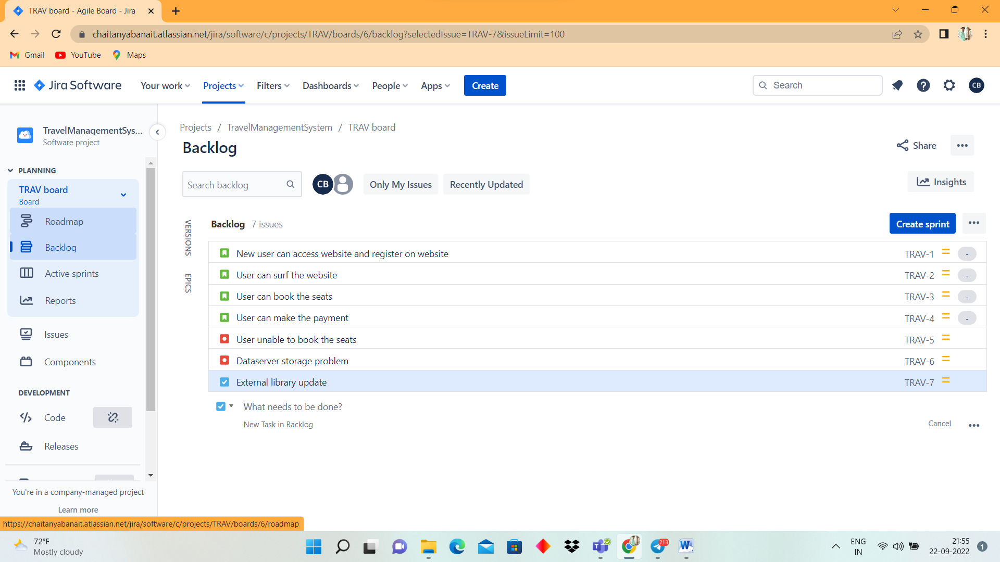 TRAV board - Agile Board - Jira
chaitanyabanait.atlassian.net/jira/software/c/projects/TRAV/boards/6/backlog?selectedIssue=TRAV-7&issueLimit=100
Gmail YouTube Maps
Jira Software Your work Projects Filters Dashboards People Apps Create Search CB
TravelManagementSys...
Software project
PLANNING
TRAV board
Board
Roadmap
Backlog
Active sprints
Reports
Issues
Components
DEVELOPMENT
Code
Releases
You're in a company-managed project
Learn more
Projects / TravelManagementSystem / TRAV board
Backlog
Share
Search backlog CB Only My Issues Recently Updated
Insights
VERSIONS
EPICS
Backlog 7 issues Create sprint
New user can access website and register on website TRAV-1 -
User can surf the website TRAV-2 -
User can book the seats TRAV-3 -
User can make the payment TRAV-4 -
User unable to book the seats TRAV-5
Dataserver storage problem TRAV-6
External library update TRAV-7
What needs to be done?
New Task in Backlog Cancel
https://chaitanyabanait.atlassian.net/jira/software/c/projects/TRAV/boards/6/roadmap
72°F
Mostly cloudy
213
ENG
IN
21:55
22-09-2022
1